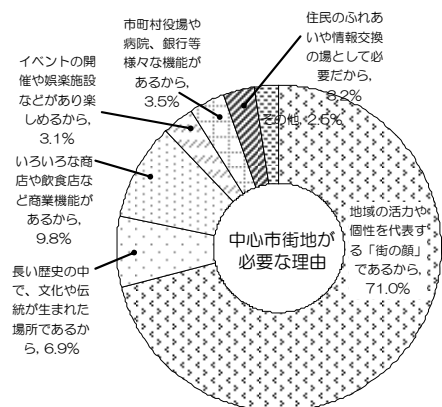 市町村役場や
病院、銀行等
様々な機能が
あるから,
3.5%
住民のふれあ
いや情報交換
の場として必
要だから,
3.2%
その他, 2.5%
イベントの開
催や娯楽施設
などがあり楽
しめるから,
3.1%
いろいろな商
店や飲食店な
ど商業機能が
あるから,
9.8%
長い歴史の中
で、文化や伝
統が生まれた
場所であるか
ら, 6.9%
中心市街地が
必要な理由
地域の活力や
個性を代表す
る「街の顔」
であるから,
71.0%